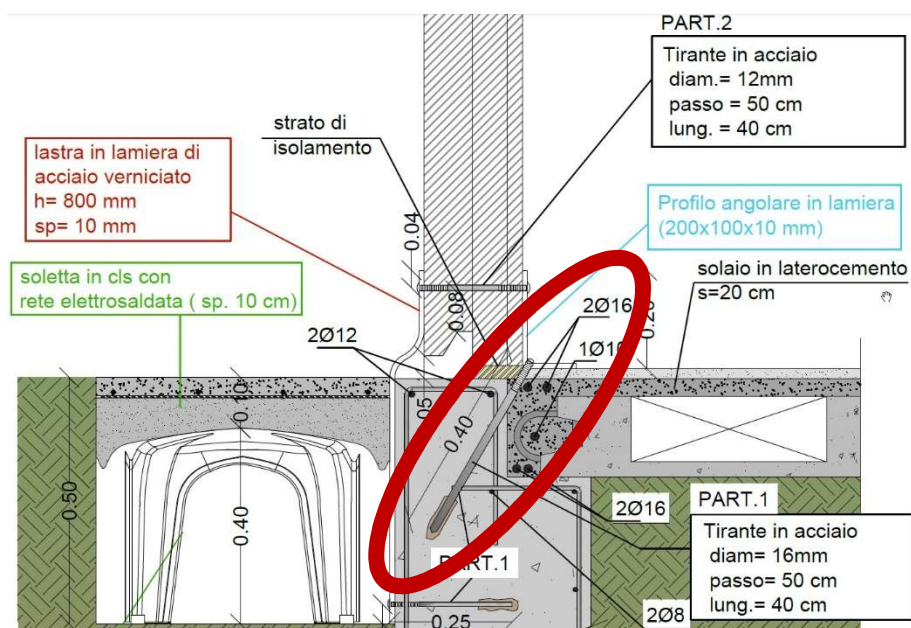 PART.2
Tirante in acciaio
diam.= 12mm
passo = 50 cm
lung. = 40 cm
strato di
isolamento
lastra in lamiera di
acciaio verniciato
h= 800 mm
sp= 10 mm
Profilo angolare in lamiera
(200x100x10 mm)
0.04
soletta in cls con
rete elettrosaldata ( sp. 10 cm)
solaio in laterocemento
s=20 cm
0.08
2Ø16
2Ø12
1Ø10
0.10
0.40
0.50
0.40
2Ø16
PART.1
PART.1
Tirante in acciaio
diam= 16mm
passo= 50 cm
lung.= 40 cm
0.25
2Ø8